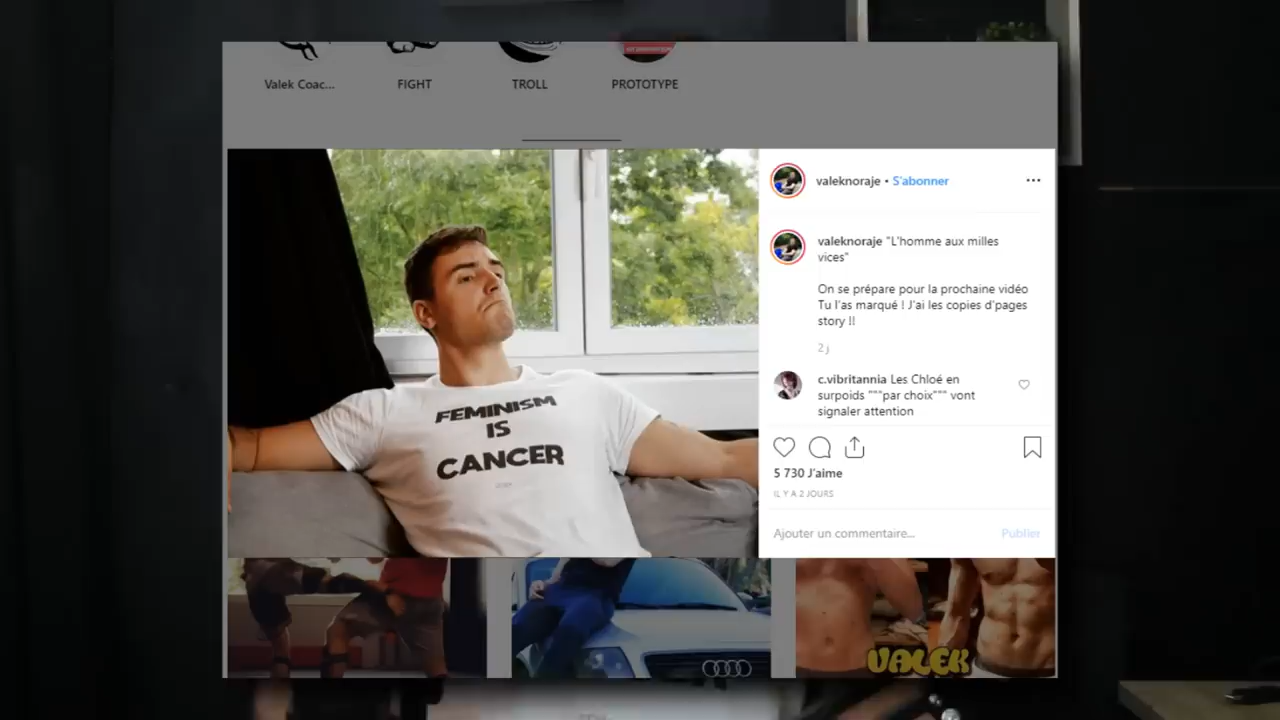 Valek Coac...
FIGHT
TROLL
PROTOTYPE
valeknoraje • S'abonner
valeknoraje "L'homme aux milles
vices"
On se prépare pour la prochaine vidéo
Tu l'as marqué ! J'ai les copies d'pages
story !!
2 j
c.vibritannia Les Chloé en
surpoids """par choix""" vont
signaler attention
5 730 J'aime
IL Y A 2 JOURS
Ajouter un commentaire...
Publier
FEMINISM
IS
CANCER
VALEK